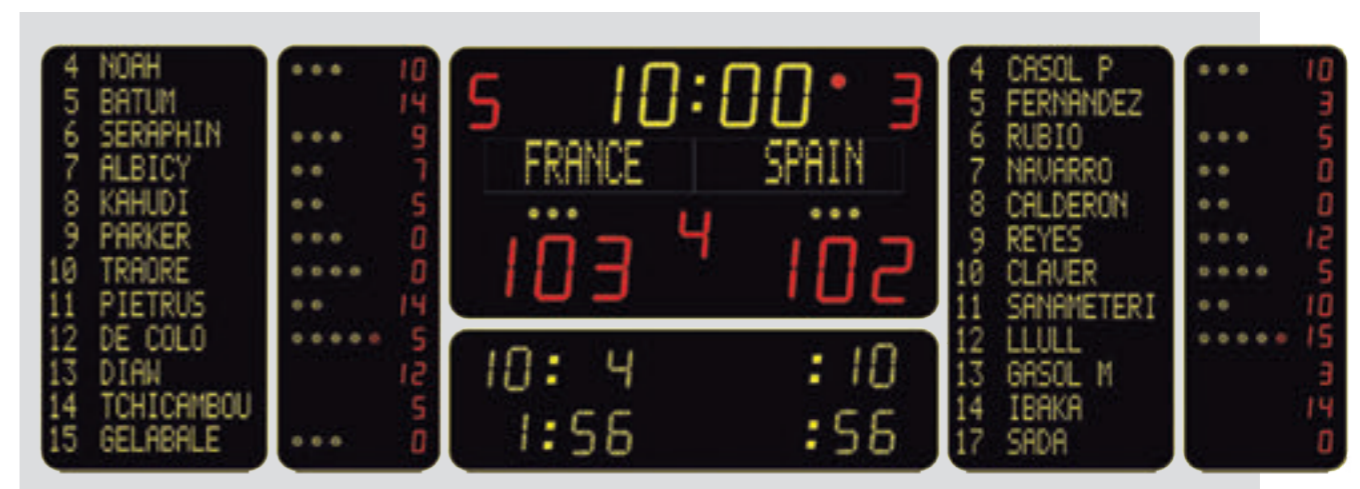 4 NOAH 10
5 BATUM 14
6 SERAPHIN 9
7 ALBICY 7
8 KAHUDI 5
9 PARKER 0
10 TRAORE 0
11 PIETRUS 14
12 DE COLO 5
13 DIAW 12
14 TCHICAMBOU 5
15 GELABALE 0
5 10:00 3
FRANCE SPAIN
103 4 102
10: 4 :10
1:56 :56
4 CASOL P 10
5 FERNANDEZ 3
6 RUBIO 5
7 NAVARRO 0
8 CALDERON 0
9 REYES 12
10 CLAVER 5
11 SANAMETERI 10
12 LLULL 15
13 GASOL M 3
14 IBAKA 14
17 SADA 0